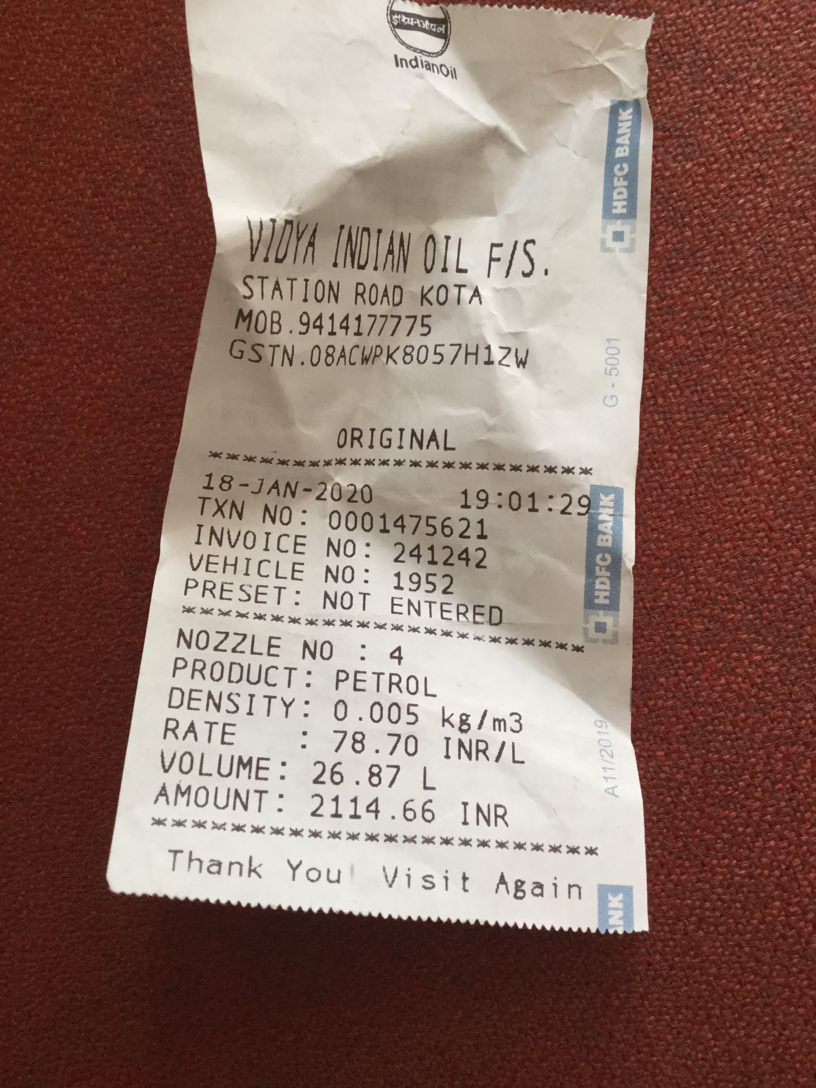 इंडियनऑयल
IndianOil
VIDYA INDIAN OIL F/S.
STATION ROAD KOTA
MOB.9414177775
GSTN.08ACWPK8057H1ZW
ORIGINAL
*****************************
18-JAN-2020 19:01:29
TXN NO: 0001475621
INVOICE NO: 241242
VEHICLE NO: 1952
PRESET: NOT ENTERED
*****************************
NOZZLE NO : 4
PRODUCT: PETROL
DENSITY: 0.005 kg/m3
RATE : 78.70 INR/L
VOLUME: 26.87 L
AMOUNT: 2114.66 INR
*****************************
Thank You! Visit Again
HDFC BANK
G - 5001
HDFC BANK
A11/2019
NK